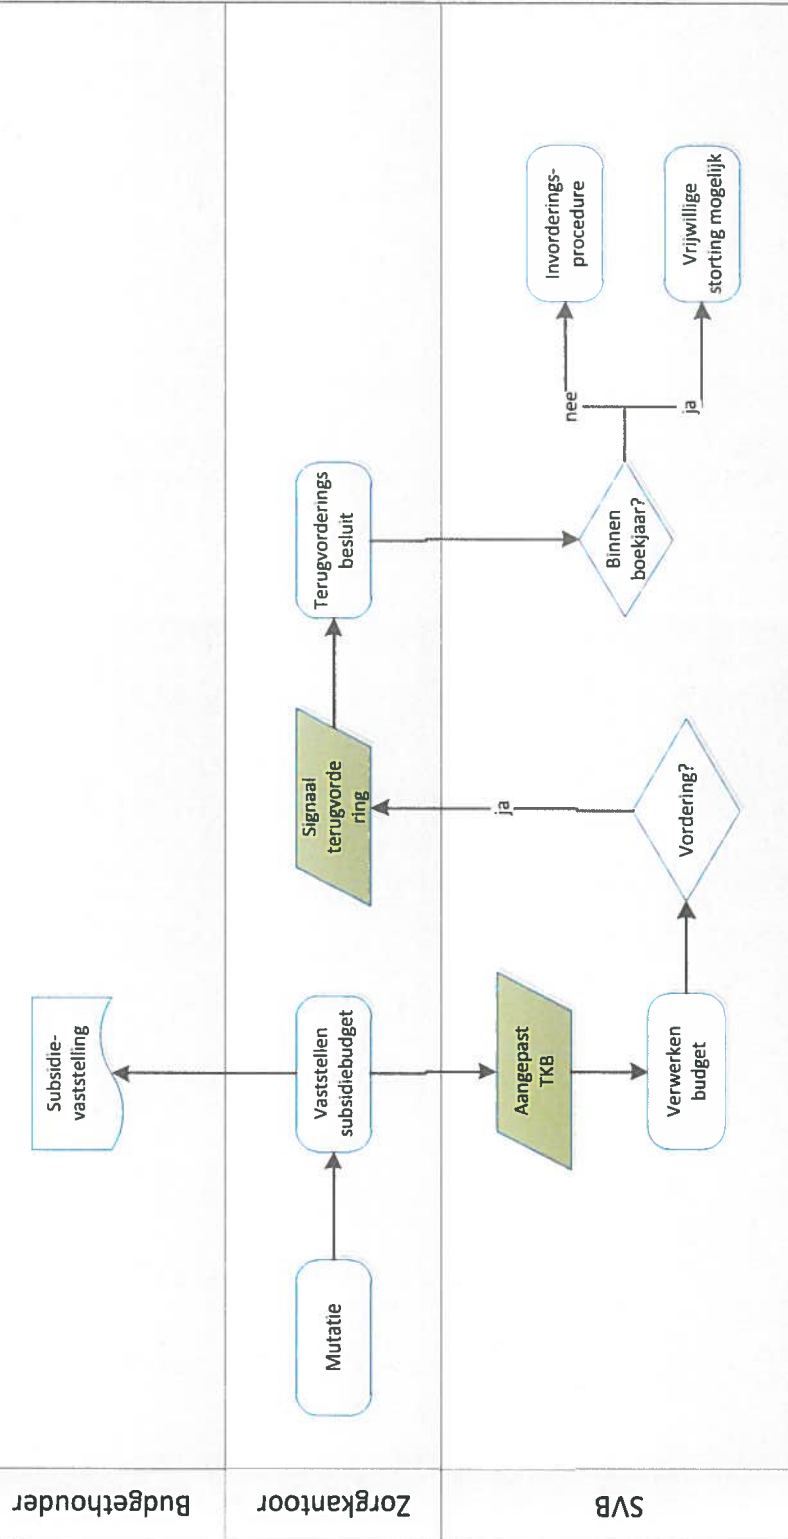 Budgethouder
Subsidie-
vaststelling
Zorgkantoor
Mutatie
Vaststellen
subsidiebudget
Signaal
terugvorde
ring
Terugvorderings
besluit
SVB
Aangepast
TKB
Verwerken
budget
Vordering?
ja
Binnen
boekjaar?
nee
ja
Invorderings-
procedure
Vrijwillige
storting mogelijk